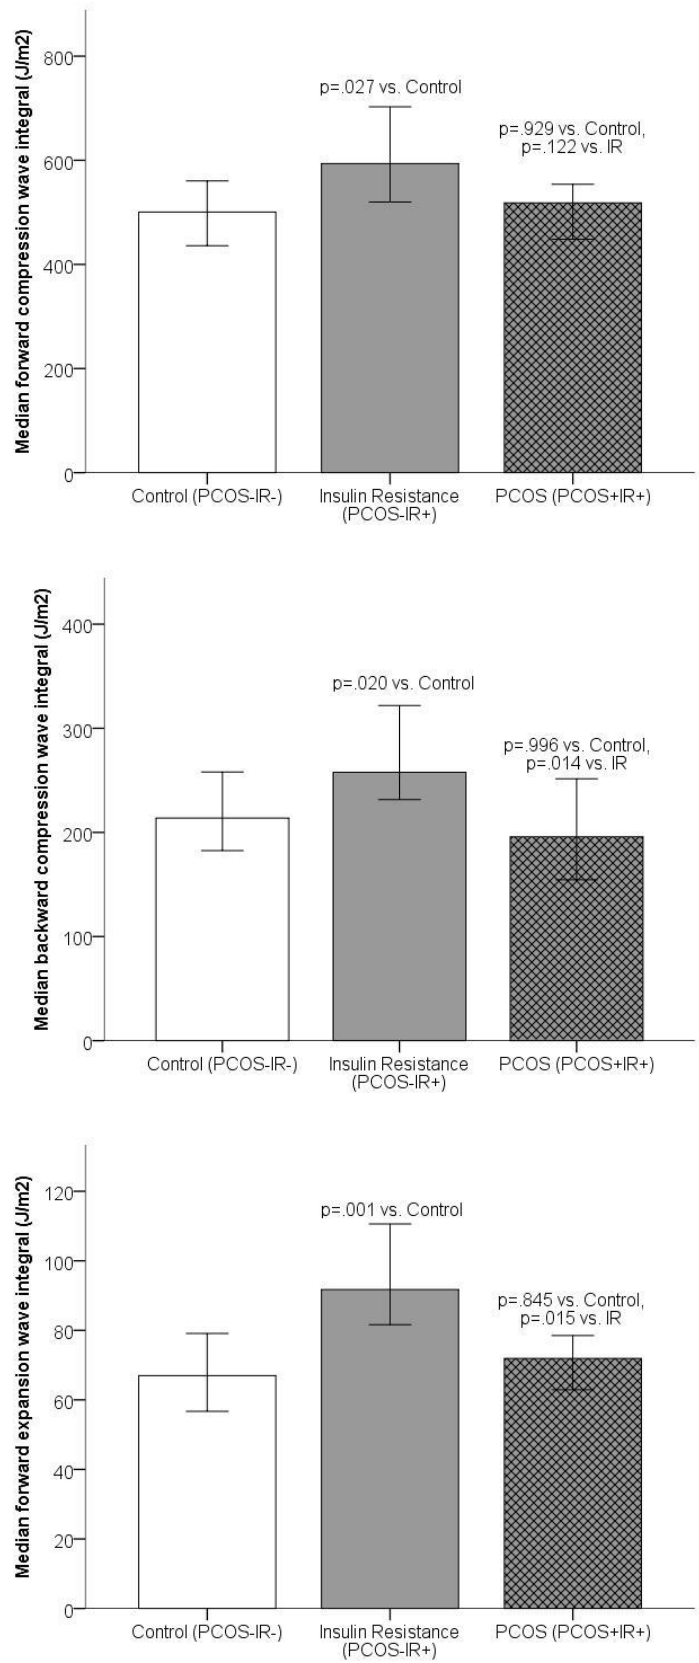 Median forward compression wave integral (J/m2)
800
600
400
200
0
p=.027 vs. Control
p=.929 vs. Control,
p=.122 vs. IR
Control (PCOS-IR-)
Insulin Resistance
(PCOS-IR+)
PCOS (PCOS+IR+)
Median backward compression wave integral (J/m2)
400
300
200
100
0
p=.020 vs. Control
p=.996 vs. Control,
p=.014 vs. IR
Control (PCOS-IR-)
Insulin Resistance
(PCOS-IR+)
PCOS (PCOS+IR+)
Median forward expansion wave integral (J/m2)
120
100
80
60
40
20
0
p=.001 vs. Control
p=.845 vs. Control,
p=.015 vs. IR
Control (PCOS-IR-)
Insulin Resistance
(PCOS-IR+)
PCOS (PCOS+IR+)